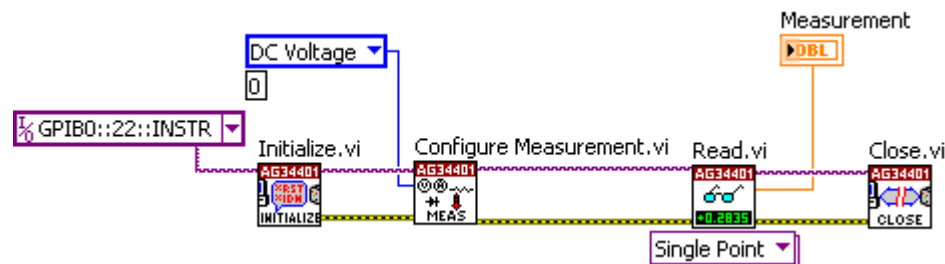 Measurement
DC Voltage
DBL
0
GPIB0::22::INSTR
Initialize.vi
Configure Measurement.vi
Read.vi
Close.vi
AG34401
AG34401
AG34401
AG34401
*RST
*IDN
INITIALIZE
MEAS
+0.2835
CLOSE
Single Point